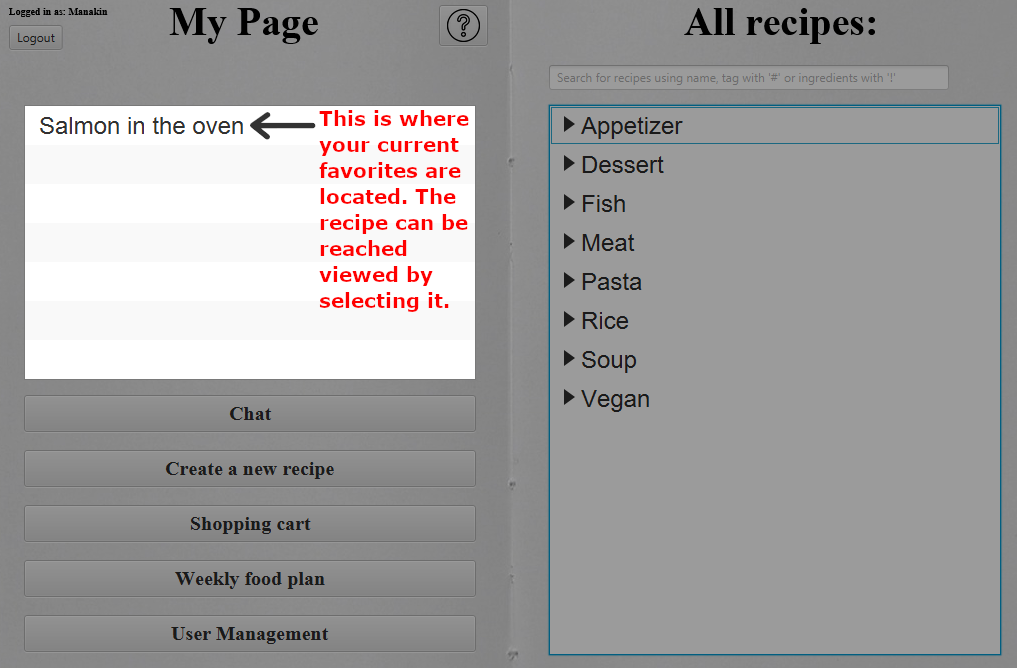 Logged in as: Manakin
Logout
My Page
?
Salmon in the oven
This is where
your current
favorites are
located. The
recipe can be
reached
viewed by
selecting it.
Chat
Create a new recipe
Shopping cart
Weekly food plan
User Management
All recipes:
Search for recipes using name, tag with '#' or ingredients with '!'
Appetizer
Dessert
Fish
Meat
Pasta
Rice
Soup
Vegan